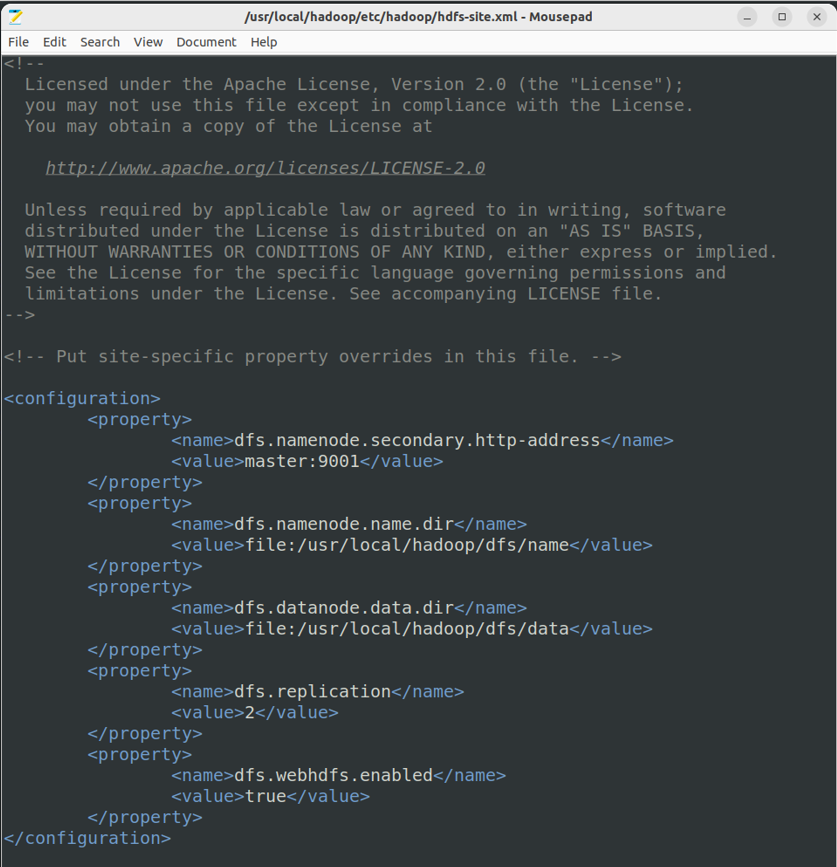 /usr/local/hadoop/etc/hadoop/hdfs-site.xml - Mousepad
File Edit Search View Document Help
<!--
  Licensed under the Apache License, Version 2.0 (the "License");
  you may not use this file except in compliance with the License.
  You may obtain a copy of the License at

    http://www.apache.org/licenses/LICENSE-2.0

  Unless required by applicable law or agreed to in writing, software
  distributed under the License is distributed on an "AS IS" BASIS,
  WITHOUT WARRANTIES OR CONDITIONS OF ANY KIND, either express or implied.
  See the License for the specific language governing permissions and
  limitations under the License. See accompanying LICENSE file.
-->

<!-- Put site-specific property overrides in this file. -->

<configuration>
        <property>
                <name>dfs.namenode.secondary.http-address</name>
                <value>master:9001</value>
        </property>
        <property>
                <name>dfs.namenode.name.dir</name>
                <value>file:/usr/local/hadoop/dfs/name</value>
        </property>
        <property>
                <name>dfs.datanode.data.dir</name>
                <value>file:/usr/local/hadoop/dfs/data</value>
        </property>
        <property>
                <name>dfs.replication</name>
                <value>2</value>
        </property>
        <property>
                <name>dfs.webhdfs.enabled</name>
                <value>true</value>
        </property>
</configuration>